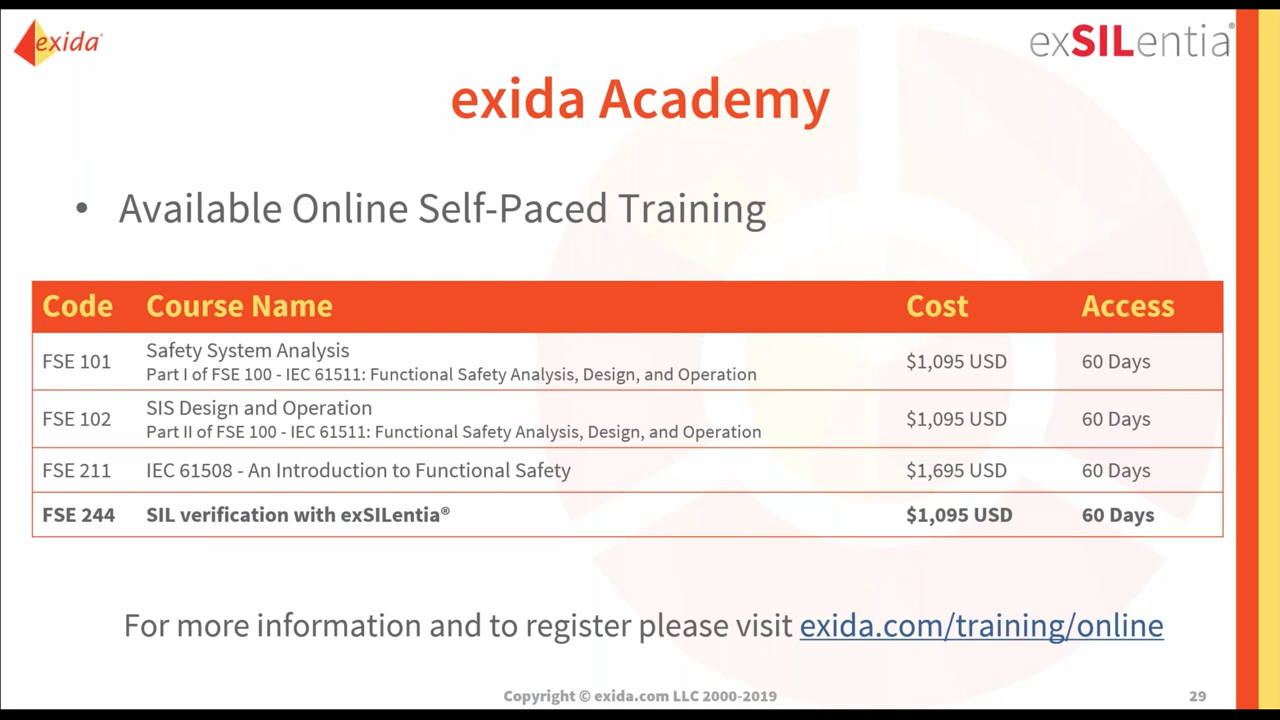 exida®
exSILentia®
exida Academy
• Available Online Self-Paced Training
Code Course Name Cost Access
FSE 101 Safety System Analysis $1,095 USD 60 Days
Part I of FSE 100 - IEC 61511: Functional Safety Analysis, Design, and Operation
FSE 102 SIS Design and Operation $1,095 USD 60 Days
Part II of FSE 100 - IEC 61511: Functional Safety Analysis, Design, and Operation
FSE 211 IEC 61508 - An Introduction to Functional Safety $1,695 USD 60 Days
FSE 244 SIL verification with exSILentia® $1,095 USD 60 Days
For more information and to register please visit exida.com/training/online
Copyright © exida.com LLC 2000-2019
29